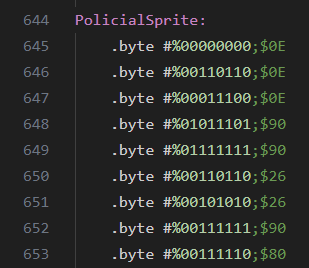 644 PolicialSprite:
645 .byte #%00000000;$0E
646 .byte #%00110110;$0E
647 .byte #%00011100;$0E
648 .byte #%01011101;$90
649 .byte #%01111111;$90
650 .byte #%00110110;$26
651 .byte #%00101010;$26
652 .byte #%00111111;$90
653 .byte #%00111110;$80